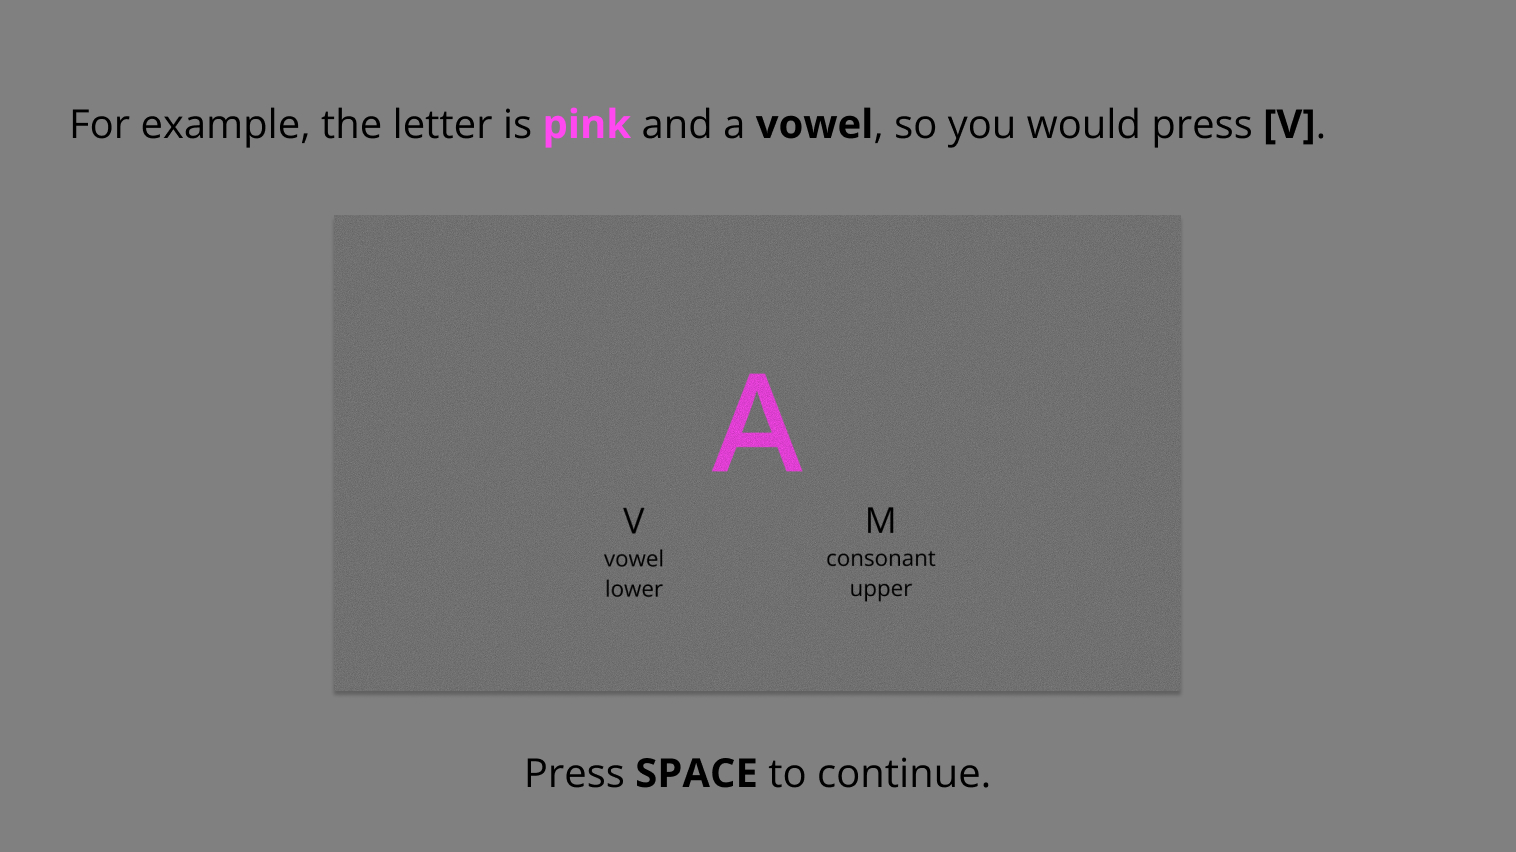 For example, the letter is pink and a vowel, so you would press [V].
A
V M
vowel consonant
lower upper
Press SPACE to continue.